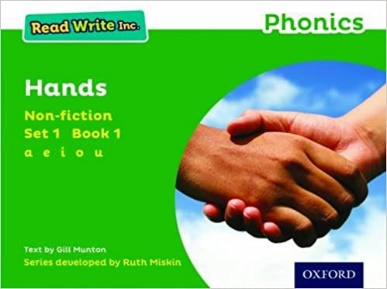 Read Write Inc.
Phonics
Hands
Non-fiction
Set 1 Book 1
a e i o u
Text by Gill Munton
Series developed by Ruth Miskin
OXFORD